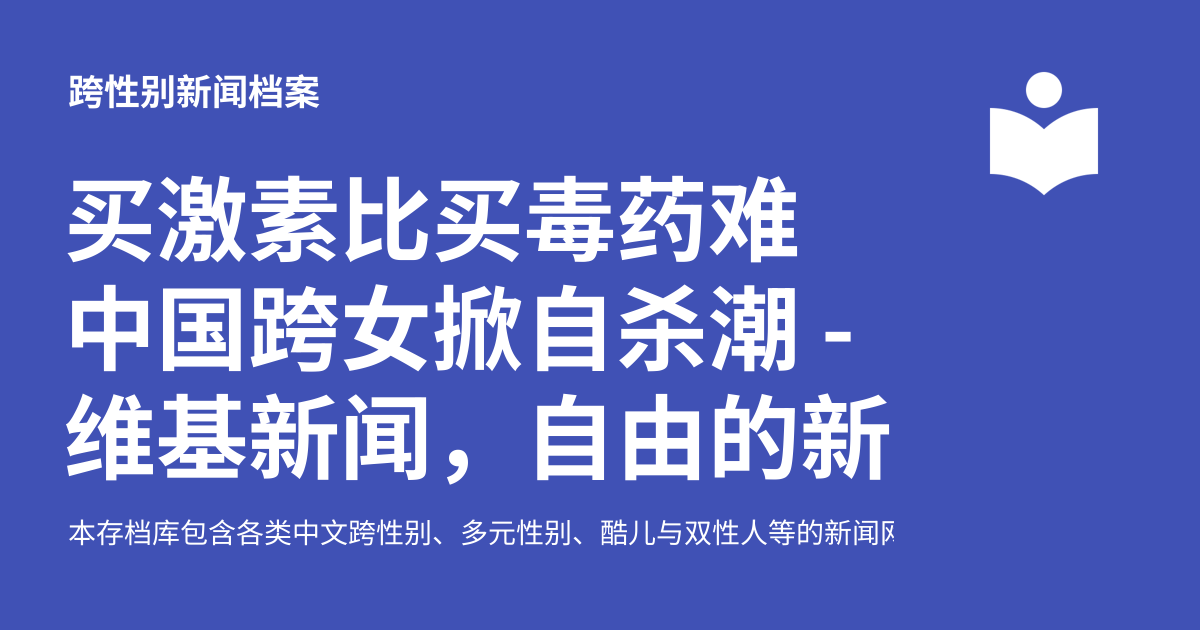 跨性别新闻档案
买激素比买毒药难
中国跨女掀自杀潮 -
维基新闻，自由的新
本存档库包含各类中文跨性别、多元性别、酷儿与双性人等的新闻网